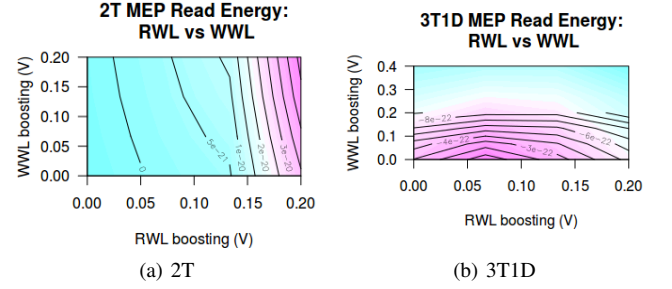 2T MEP Read Energy:
RWL vs WWL
WWL boosting (V)
0.20
0.15
0.10
0.05
0.00
0
5e-21
1e-20
2e-20
3e-20
0.00 0.05 0.10 0.15 0.20
RWL boosting (V)
(a) 2T
3T1D MEP Read Energy:
RWL vs WWL
WWL boosting (V)
0.4
0.3
0.2
0.1
0.0
-8e-22
-4e-22
-3e-22
-6e-22
0.00 0.05 0.10 0.15 0.20
RWL boosting (V)
(b) 3T1D